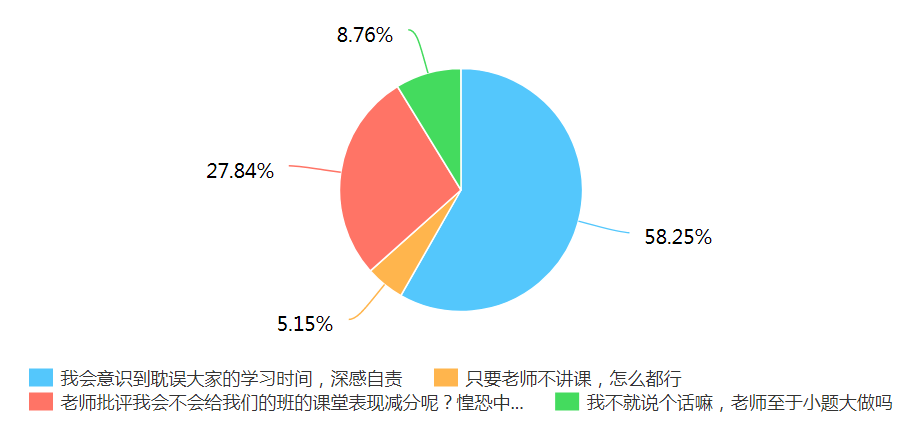 8.76%
27.84%
58.25%
5.15%
我会意识到耽误大家的学习时间，深感自责
只要老师不讲课，怎么都行
老师批评我会不会给我们的班的课堂表现减分呢？惶恐中...
我不就说个话嘛，老师至于小题大做吗